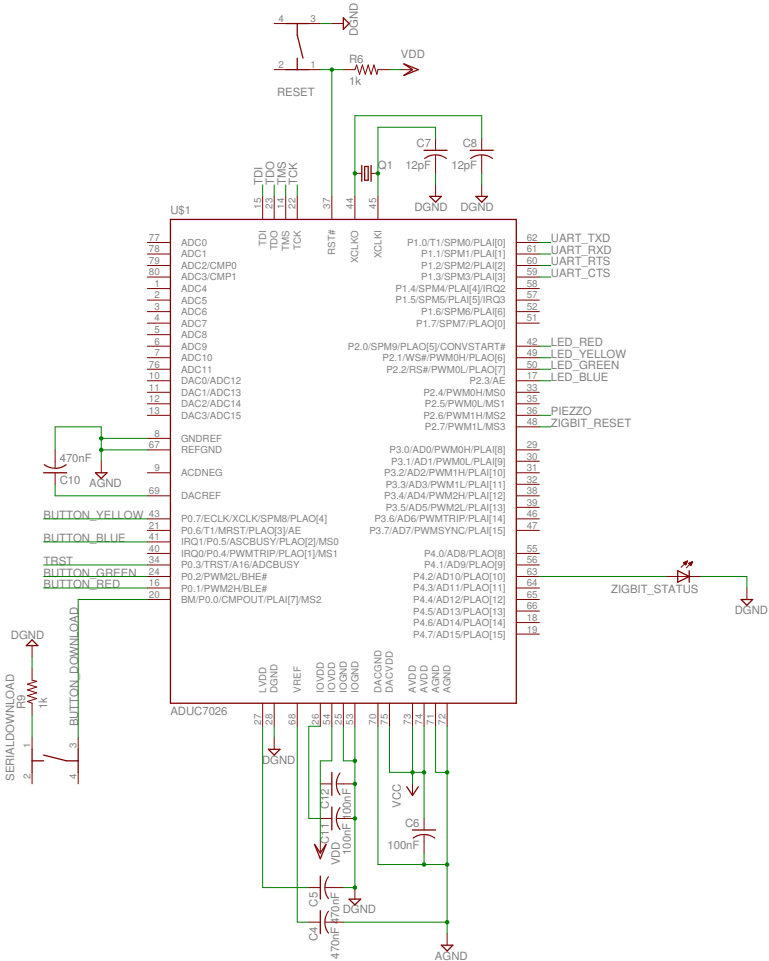 4
3
DGND
2
1
RESET
R6
1k
VDD
C7
12pF
C8
12pF
Q1
DGND
DGND
TDI
TDO
TMS
TCK
15
23
14
22
37
44
45
U$1
TDI
TDO
TMS
TCK
RST#
XCLKO
XCLKI
77 ADC0
78 ADC1
79 ADC2/CMP0
80 ADC3/CMP1
1 ADC4
2 ADC5
3 ADC6
4 ADC7
5 ADC8
6 ADC9
7 ADC10
76 ADC11
10 DAC0/ADC12
11 DAC1/ADC13
12 DAC2/ADC14
13 DAC3/ADC15
8 GNDREF
67 REFGND
9 ACDNEG
69 DACREF
470nF
C10
AGND
BUTTON_YELLOW 43 P0.7/ECLK/XCLK/SPM8/PLAO[4]
21 P0.6/T1/MRST/PLAO[3]/AE
BUTTON_BLUE 41 IRQ1/P0.5/ASCBUSY/PLAO[2]/MS0
40 IRQ0/P0.4/PWMTRIP/PLAO[1]/MS1
TRST 34 P0.3/TRST/A16/ADCBUSY
BUTTON_GREEN 24 P0.2/PWM2L/BHE#
BUTTON_RED 16 P0.1/PWM2H/BLE#
20 BM/P0.0/CMPOUT/PLAI[7]/MS2
P1.0/T1/SPM0/PLAI[0] 62 UART_TXD
P1.1/SPM1/PLAI[1] 61 UART_RXD
P1.2/SPM2/PLAI[2] 60 UART_RTS
P1.3/SPM3/PLAI[3] 59 UART_CTS
P1.4/SPM4/PLAI[4]/IRQ2 58
P1.5/SPM5/PLAI[5]/IRQ3 57
P1.6/SPM6/PLAI[6] 52
P1.7/SPM7/PLAO[0] 51
P2.0/SPM9/PLAO[5]/CONVSTART# 42 LED_RED
P2.1/WS#/PWM0H/PLAO[6] 49 LED_YELLOW
P2.2/RS#/PWM0L/PLAO[7] 50 LED_GREEN
P2.3/AE 17 LED_BLUE
P2.4/PWM0H/MS0 33
P2.5/PWM0L/MS1 35
P2.6/PWM1H/MS2 36 PIEZZO
P2.7/PWM1L/MS3 48 ZIGBIT_RESET
P3.0/AD0/PWM0H/PLAI[8] 29
P3.1/AD1/PWM0L/PLAI[9] 30
P3.2/AD2/PWM1H/PLAI[10] 31
P3.3/AD3/PWM1L/PLAI[11] 32
P3.4/AD4/PWM2H/PLAI[12] 38
P3.5/AD5/PWM2L/PLAI[13] 39
P3.6/AD6/PWMTRIP/PLAI[14] 46
P3.7/AD7/PWMSYNC/PLAI[15] 47
P4.0/AD8/PLAO[8] 55
P4.1/AD9/PLAO[9] 56
P4.2/AD10/PLAO[10] 63
P4.3/AD11/PLAO[11] 64
P4.4/AD12/PLAO[12] 65
P4.5/AD13/PLAO[13] 66
P4.6/AD14/PLAO[14] 18
P4.7/AD15/PLAO[15] 19
ZIGBIT_STATUS
DGND
DGND
R9
1k
SERIALDOWNLOAD
BUTTON_DOWNLOAD
1
2
3
4
LVDD
DGND
VREF
IOVDD
IOVDD
IOGND
IOGND
DACGND
DACVDD
AVDD
AVDD
AGND
AGND
ADUC7026
27
28
68
26
54
25
53
70
75
73
74
71
72
DGND
C12
100nF
C11
100nF
VDD
VCC
C6
100nF
C5
470nF
DGND
C4
470nF
AGND